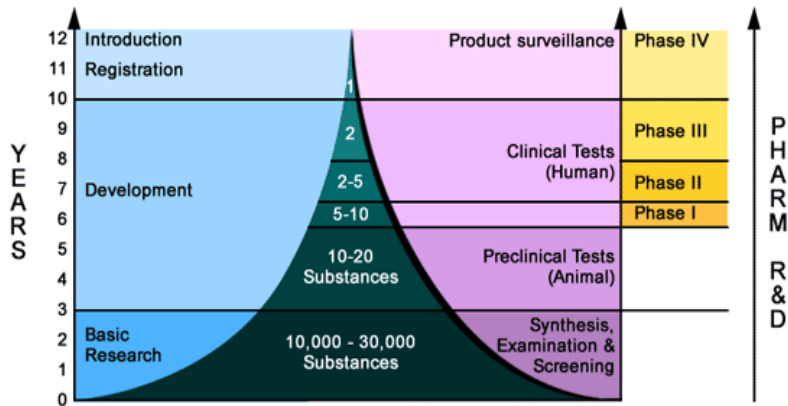 YEARS
12
11
10
9
8
7
6
5
4
3
2
1
0
Introduction
Registration
Development
Basic
Research
1
2
2-5
5-10
10-20
Substances
10,000 - 30,000
Substances
Product surveillance
Clinical Tests
(Human)
Preclinical Tests
(Animal)
Synthesis,
Examination &
Screening
Phase IV
Phase III
Phase II
Phase I
PHARM R&D